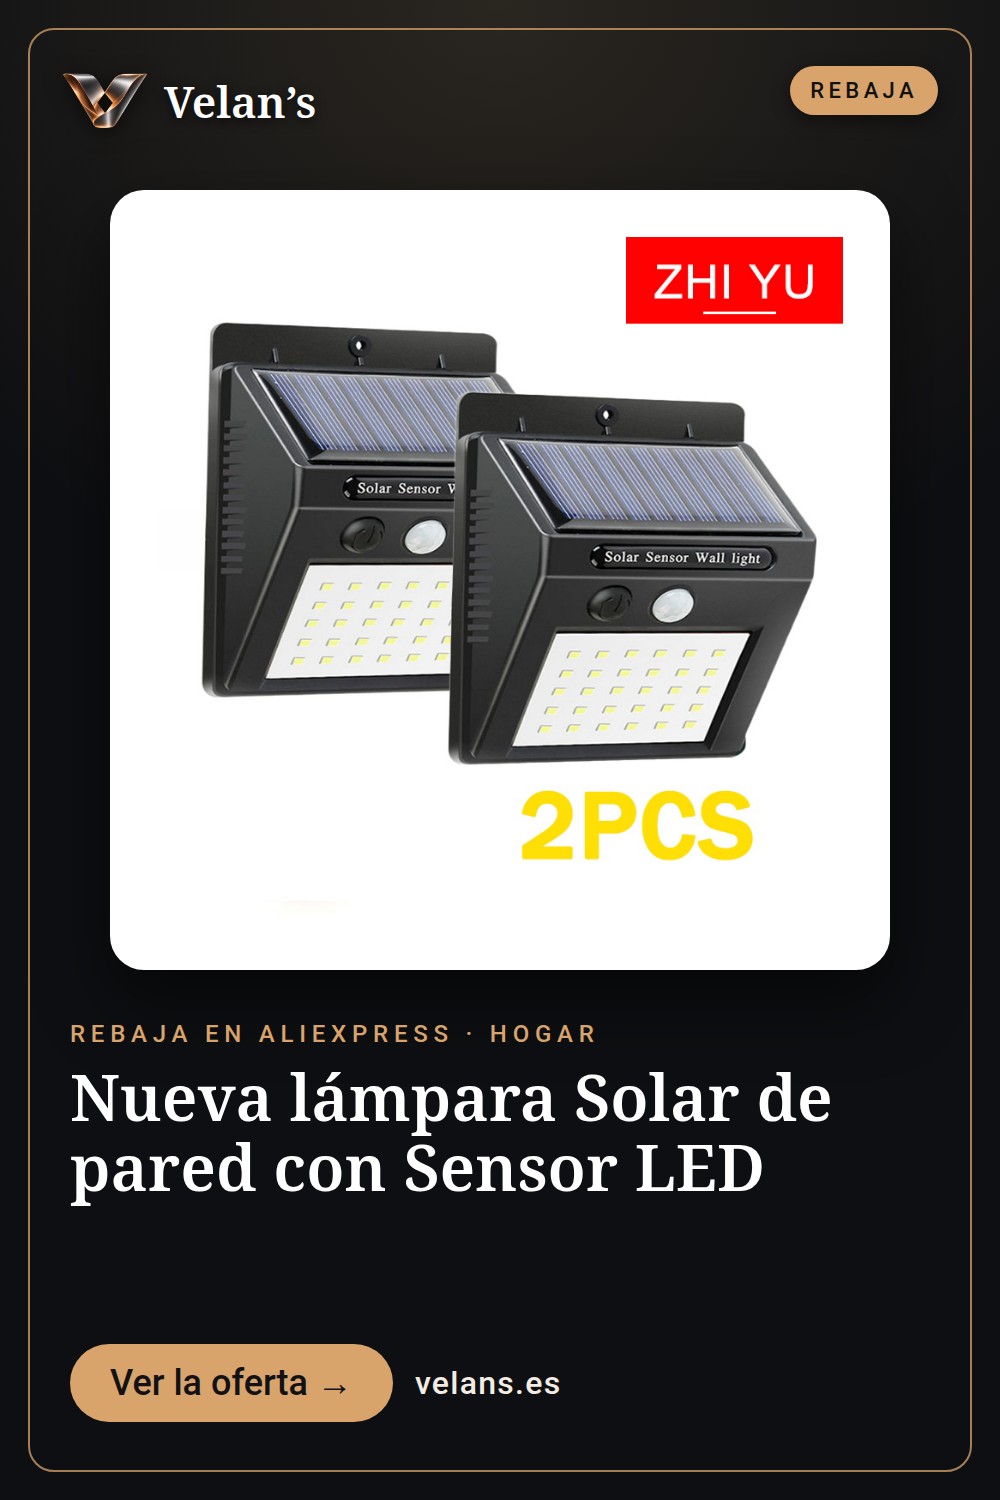 Velan’s
REBAJA
ZHI YU
Solar Sensor W
Solar Sensor Wall light
2PCS
REBAJA EN ALIEXPRESS · HOGAR
Nueva lámpara Solar de
pared con Sensor LED
Ver la oferta →
velans.es